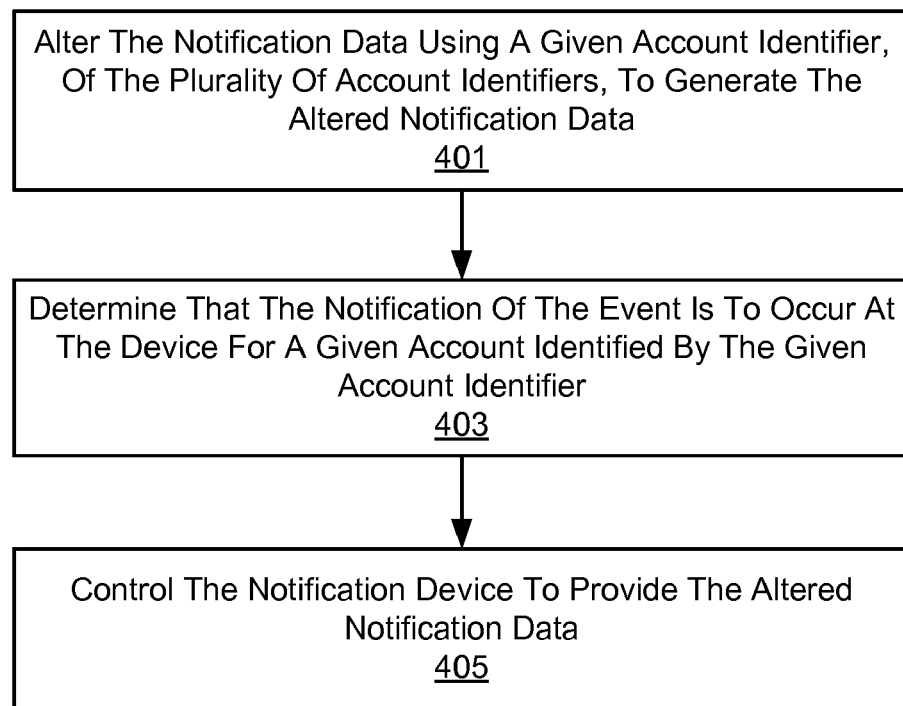 Alter The Notification Data Using A Given Account Identifier,
Of The Plurality Of Account Identifiers, To Generate The
Altered Notification Data
401
Determine That The Notification Of The Event Is To Occur At
The Device For A Given Account Identified By The Given
Account Identifier
403
Control The Notification Device To Provide The Altered
Notification Data
405